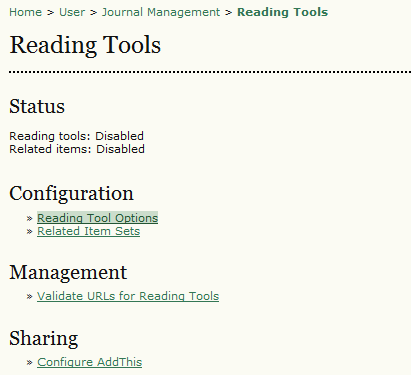 Home > User > Journal Management > Reading Tools
Reading Tools
Status
Reading tools: Disabled
Related items: Disabled
Configuration
» Reading Tool Options
» Related Item Sets
Management
» Validate URLs for Reading Tools
Sharing
» Configure AddThis